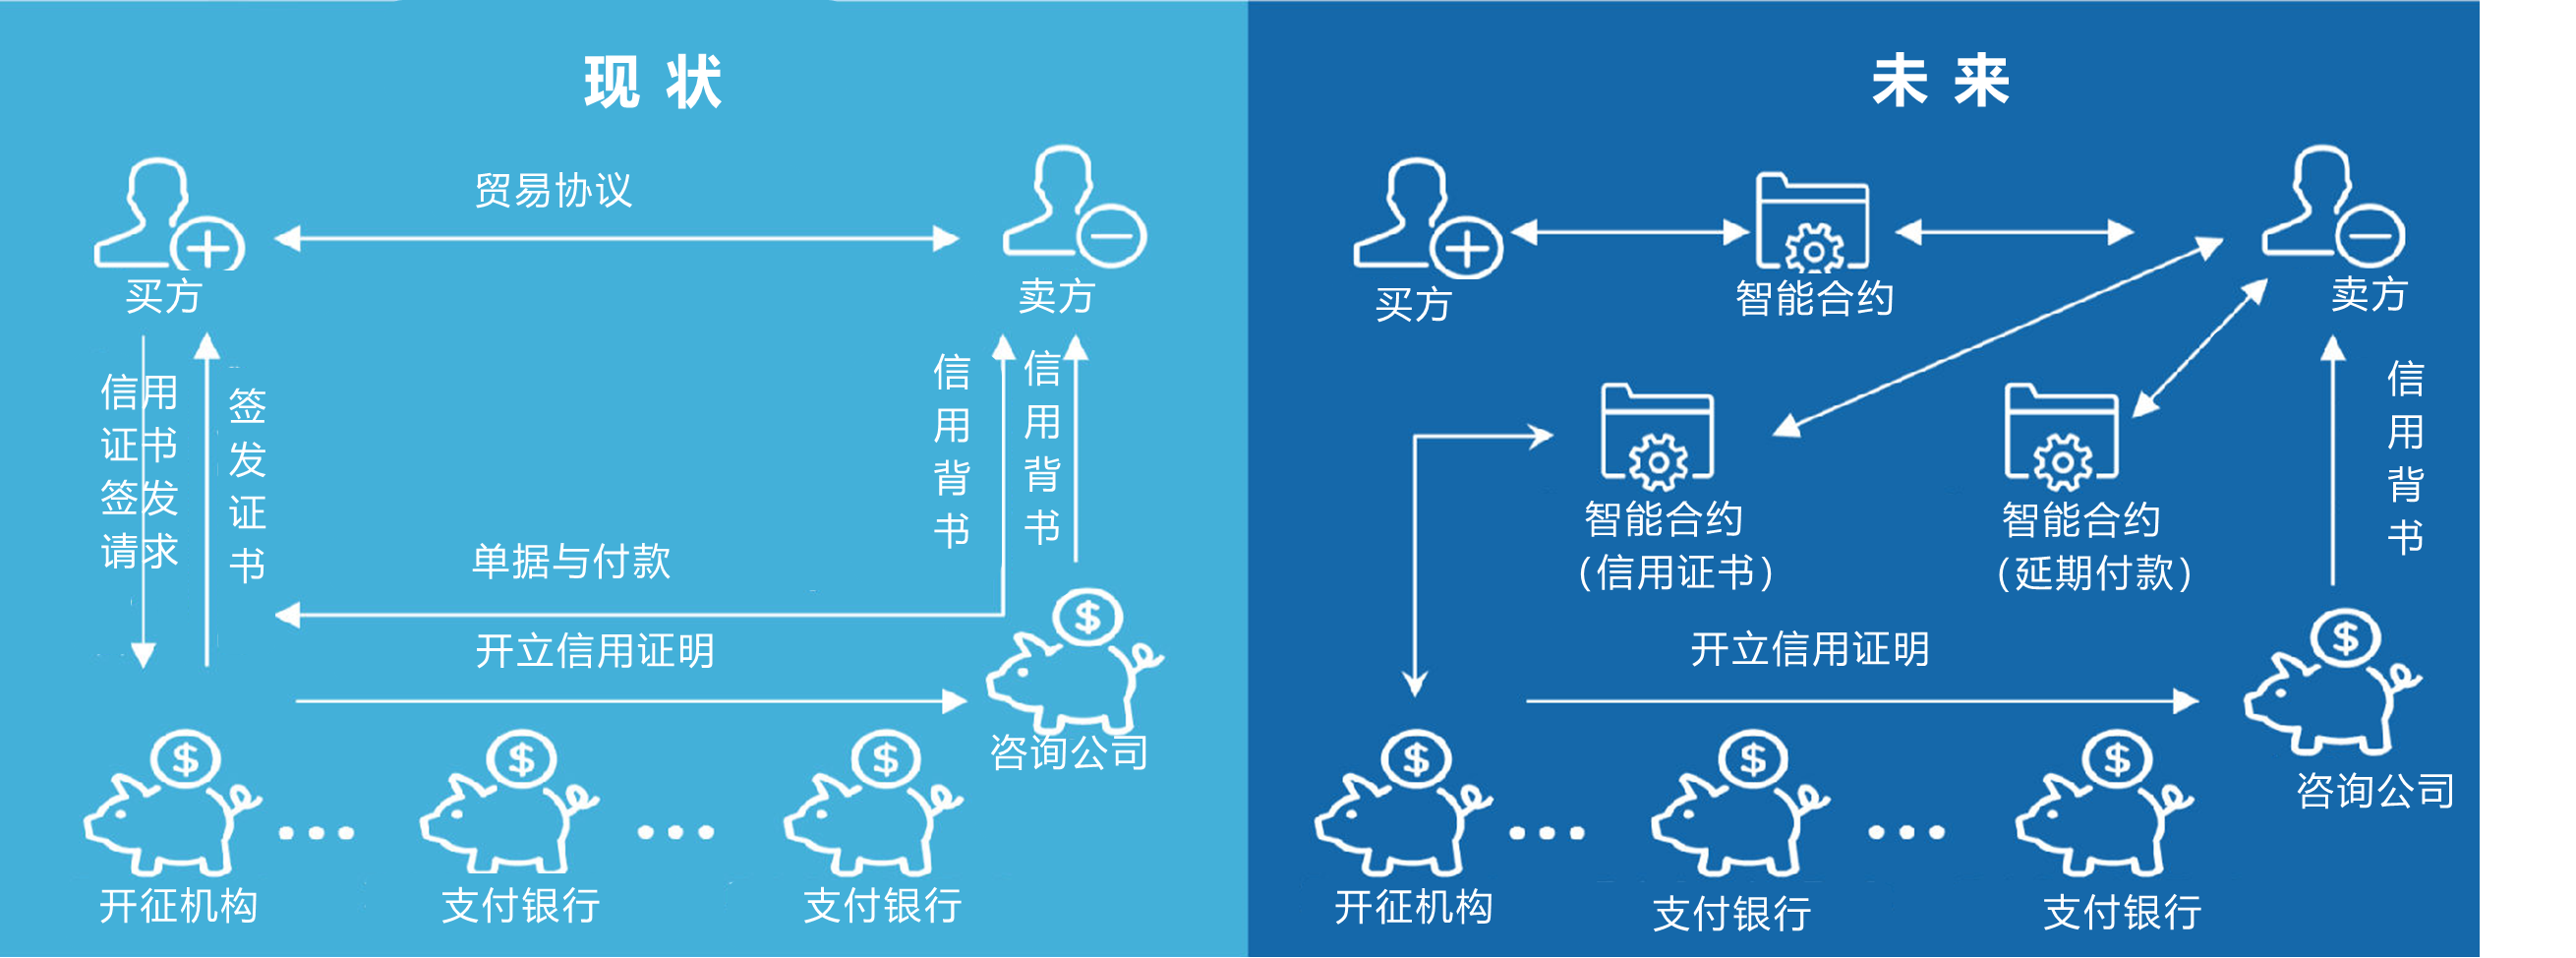 现状
贸易协议
买方
卖方
信用
证书
签发
请求
签发证书
信用背书
信用背书
单据与付款
开立信用证明
咨询公司
开征机构
支付银行
支付银行
未来
买方
智能合约
卖方
信用背书
智能合约
(信用证书)
智能合约
(延期付款)
开立信用证明
咨询公司
开征机构
支付银行
支付银行